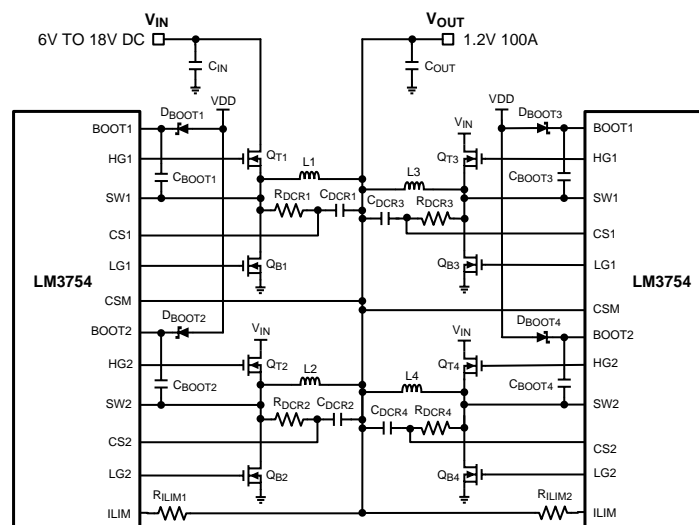 VIN
6V TO 18V DC
CIN
VOUT
1.2V 100A
COUT
DBOOT1
VDD
BOOT1
HG1
CBOOT1
SW1
CS1
LG1
LM3754
CSM
DBOOT2
BOOT2
HG2
CBOOT2
SW2
CS2
LG2
ILIM
RILIM1
QT1
L1
RDCR1
CDCR1
QB1
VIN
QT2
L2
RDCR2
CDCR2
QB2
VIN
QT3
L3
CDCR3
RDCR3
QB3
VIN
QT4
L4
CDCR4
RDCR4
QB4
VDD
DBOOT3
BOOT1
HG1
CBOOT3
SW1
CS1
LG1
LM3754
CSM
DBOOT4
BOOT2
HG2
CBOOT4
SW2
CS2
LG2
RILIM2
ILIM